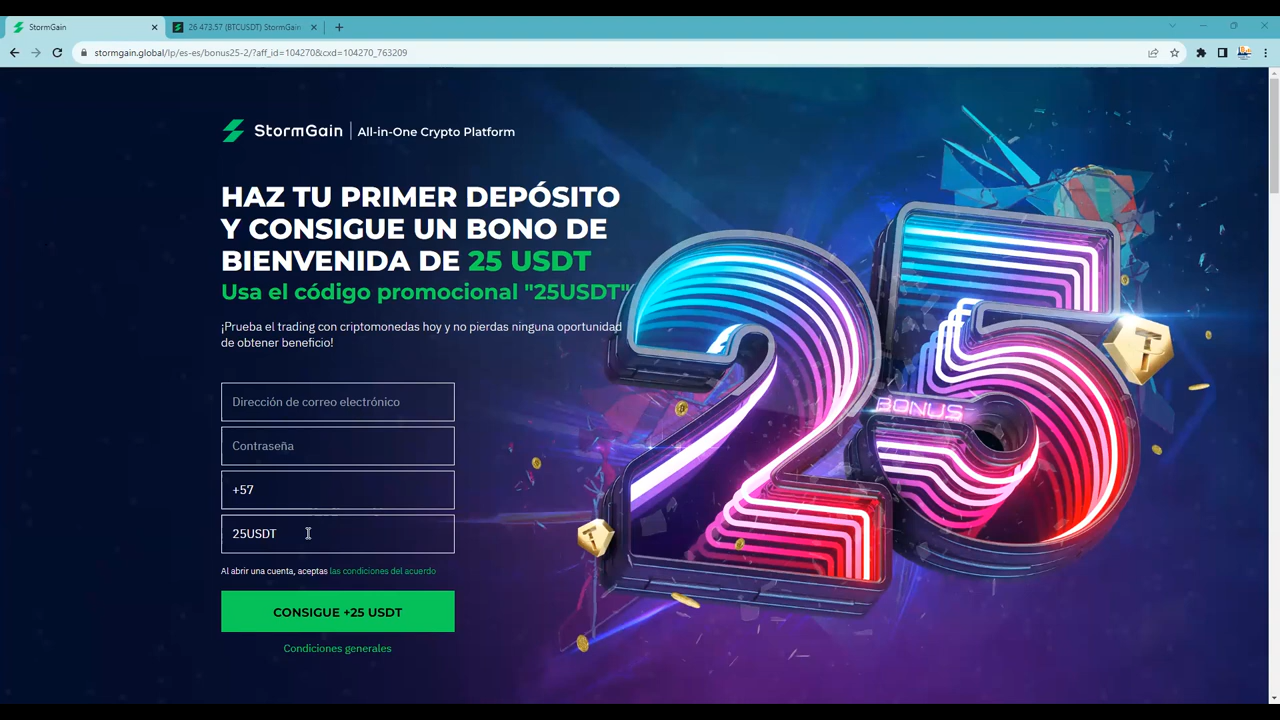 StormGain
26 473.57 (BTCUSDT) StormGain
stormgain.global/lp/es-es/bonus25-2/?aff_id=104270&cxd=104270_763209
StormGain | All-in-One Crypto Platform
HAZ TU PRIMER DEPÓSITO
Y CONSIGUE UN BONO DE
BIENVENIDA DE 25 USDT
Usa el código promocional "25USDT"
¡Prueba el trading con criptomonedas hoy y no pierdas ninguna oportunidad
de obtener beneficio!
Dirección de correo electrónico
Contraseña
+57
25USDT
Al abrir una cuenta, aceptas las condiciones del acuerdo
CONSIGUE +25 USDT
Condiciones generales
25
BONUS